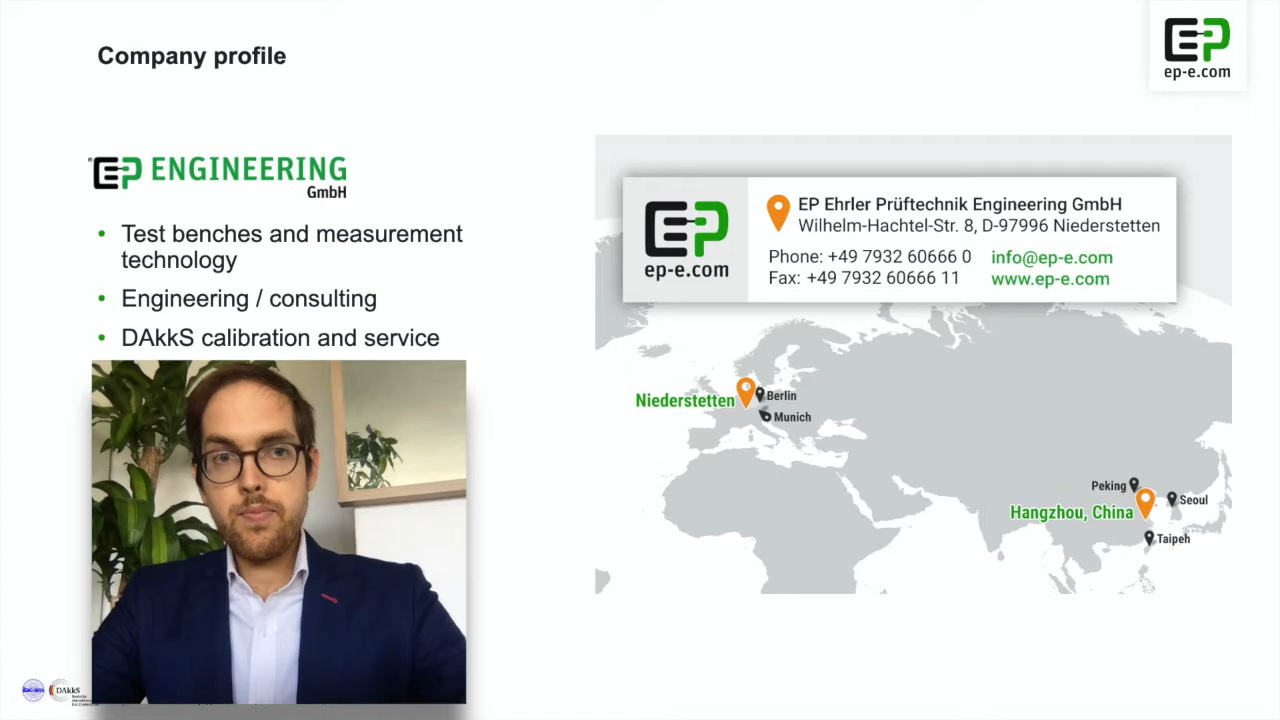 Company profile
EP
ep-e.com
EP ENGINEERING
GmbH
• Test benches and measurement
technology
• Engineering / consulting
• DAkkS calibration and service
EP
ep-e.com
EP Ehrler Prüftechnik Engineering GmbH
Wilhelm-Hachtel-Str. 8, D-97996 Niederstetten
Phone: +49 7932 60666 0
info@ep-e.com
Fax: +49 7932 60666 11
www.ep-e.com
Niederstetten
Berlin
Munich
Peking
Seoul
Hangzhou, China
Taipeh
DAkkS